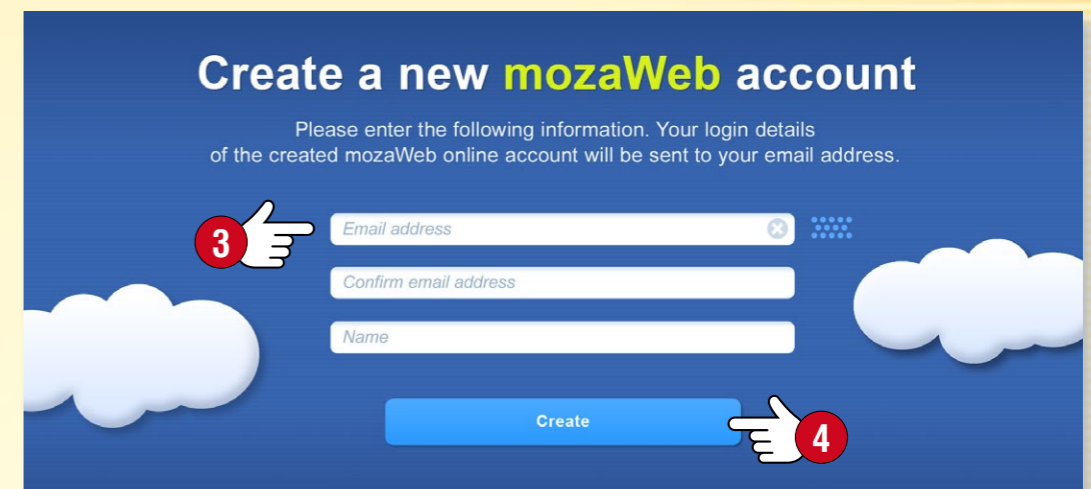 Create a new mozaWeb account
Please enter the following information. Your login details
of the created mozaWeb online account will be sent to your email address.
3
Email address
Confirm email address
Name
Create
4